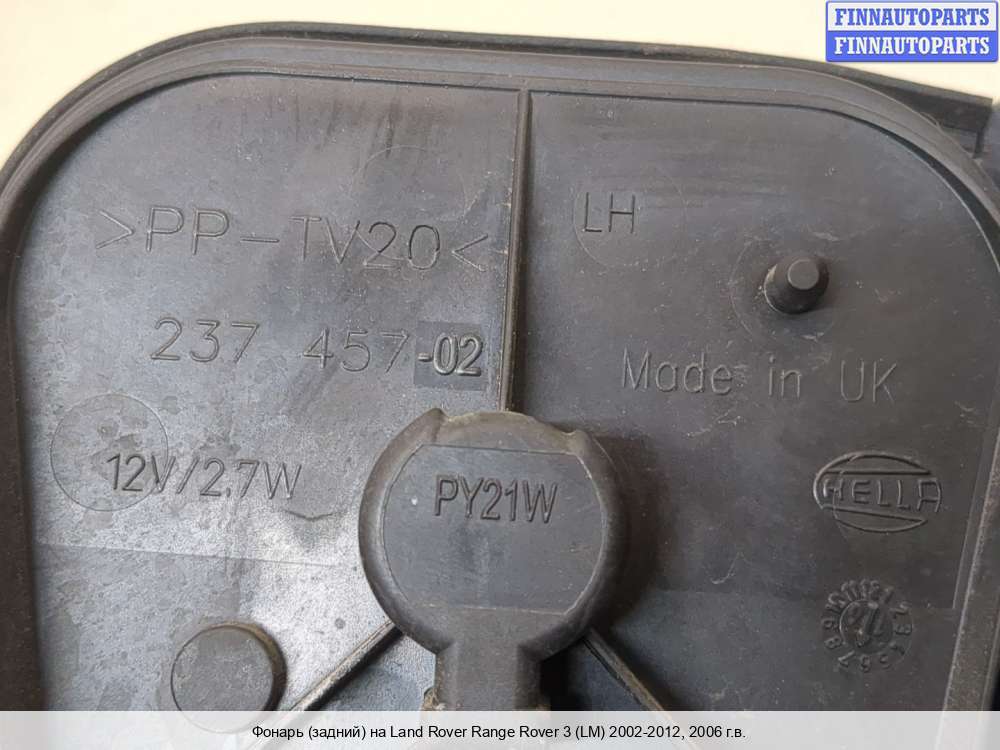 FINNAUTOPARTS
FINNAUTOPARTS
>PP-TV20<
LH
237 457-02
Made in UK
12V/2.7W
PY21W
HELLA
Фонарь (задний) на Land Rover Range Rover 3 (LM) 2002-2012, 2006 г.в.